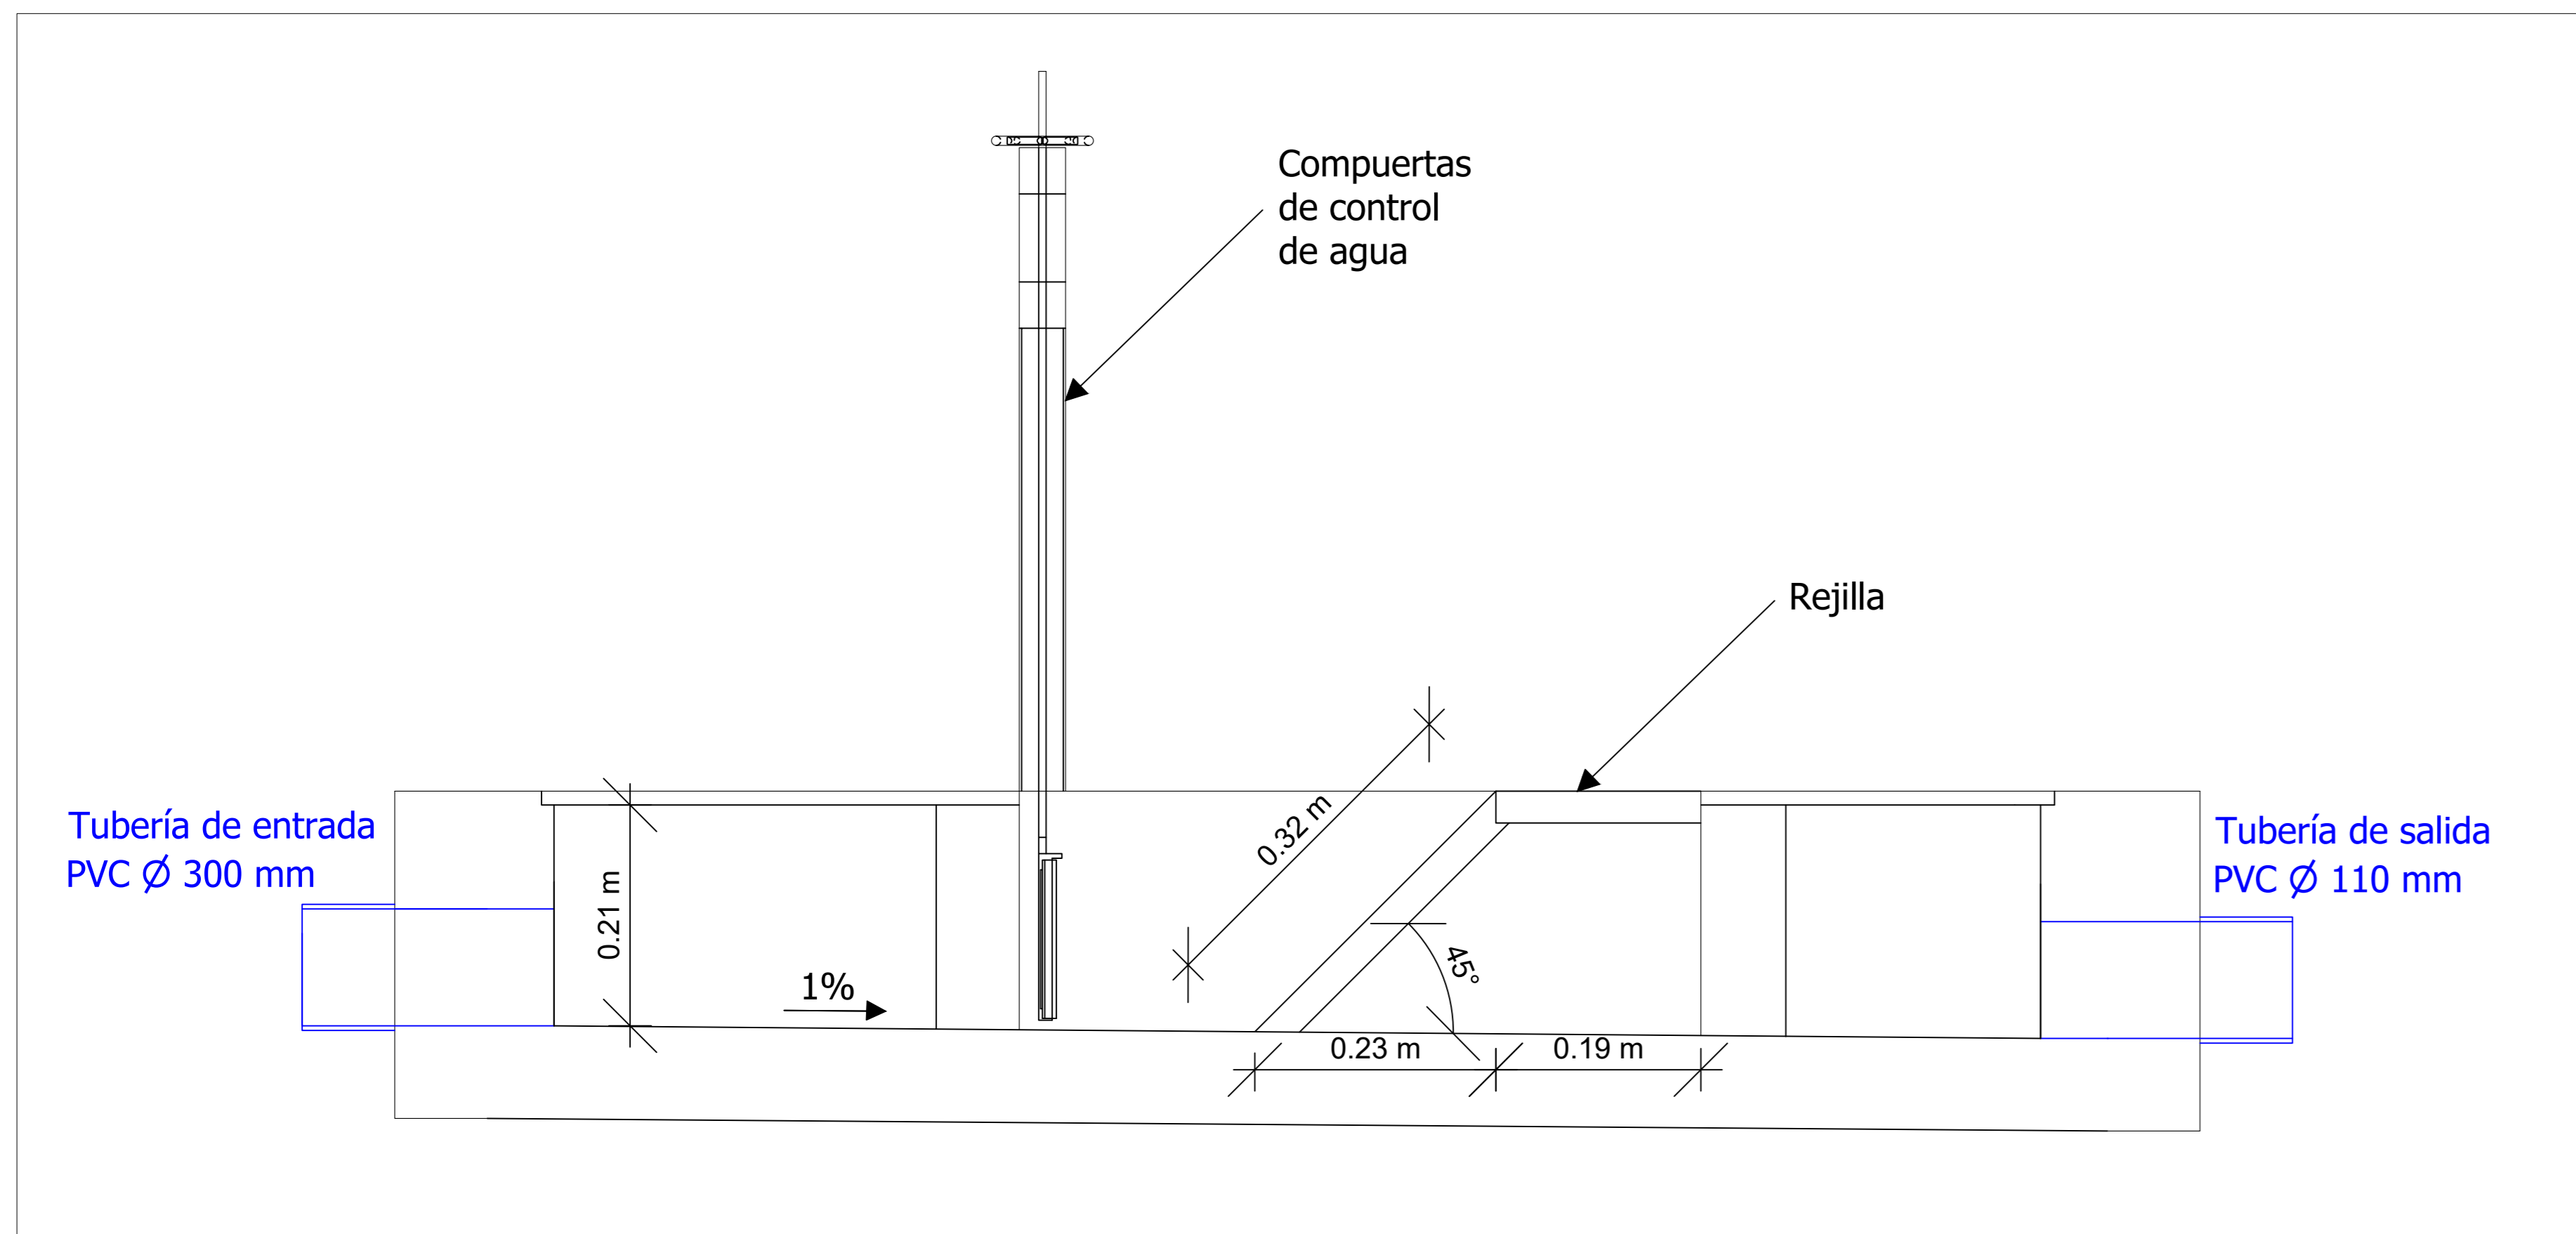 Compuertas
de control
de agua
Rejilla
0.32 m
Tubería de entrada
PVC Ø 300 mm
Tubería de salida
PVC Ø 110 mm
0.21 m
45°
1%
0.23 m
0.19 m